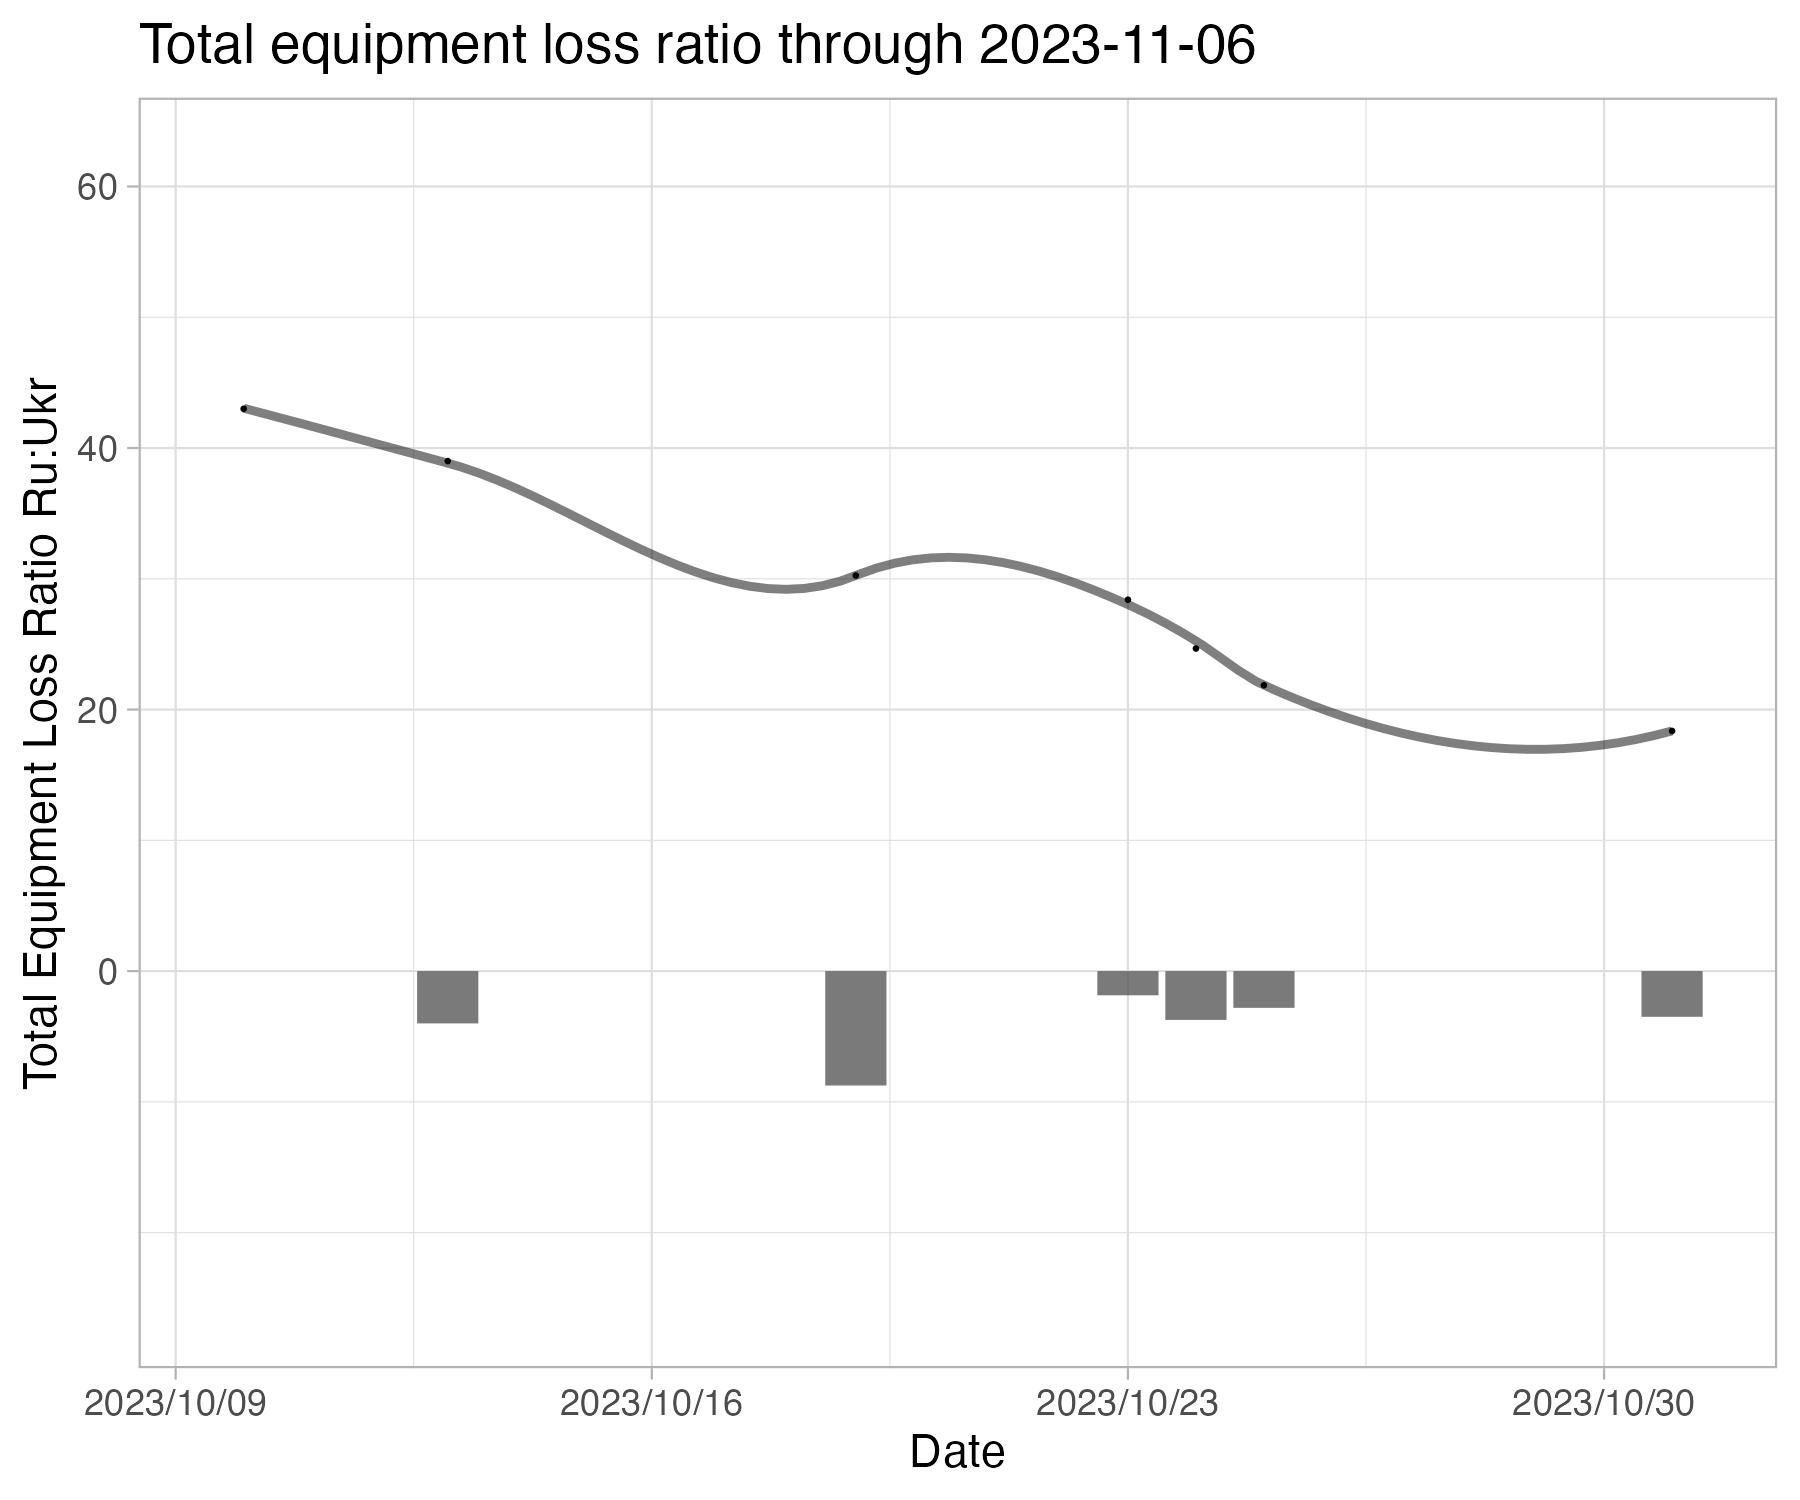 Total equipment loss ratio through 2023-11-06
Total Equipment Loss Ratio Ru:Ukr
60
40
20
0
2023/10/09
2023/10/16
2023/10/23
2023/10/30
Date